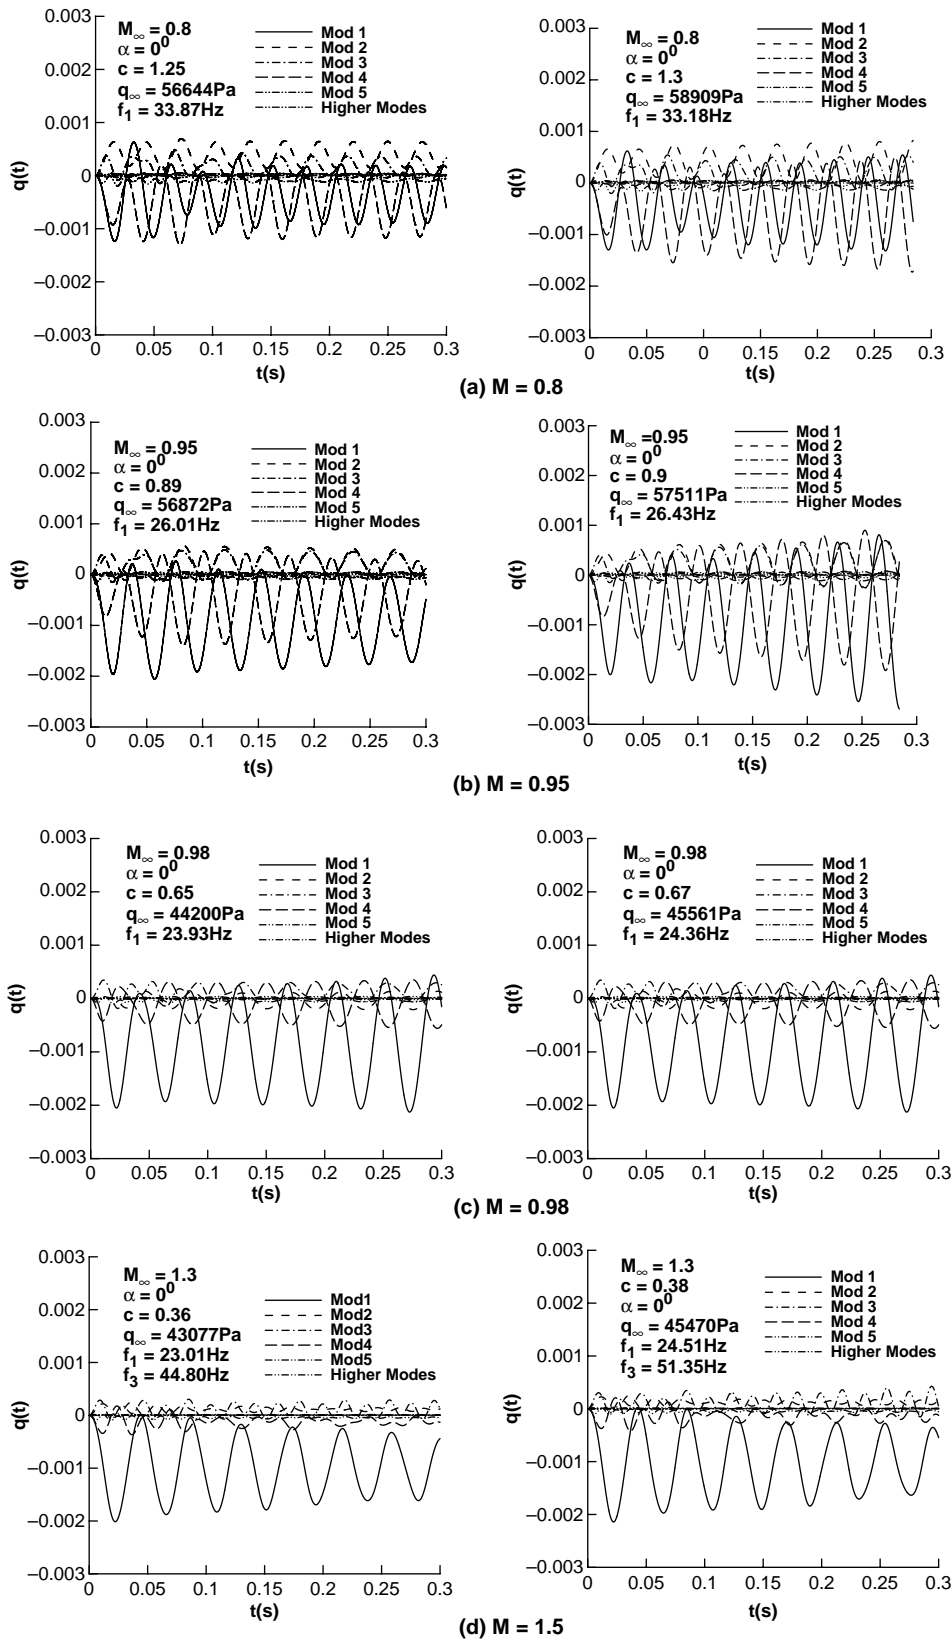 0.003
0.002
0.001
0
−0.001
−0.002
−0.003
q(t)
M∞ = 0.8
α = 0⁰
c = 1.25
q∞ = 56644Pa
f₁ = 33.87Hz
Mod 1
Mod 2
Mod 3
Mod 4
Mod 5
Higher Modes
0 0.05 0.1 0.15 0.2 0.25 0.3
t(s)
0.003
0.002
0.001
0
−0.001
−0.002
−0.003
q(t)
M∞ = 0.8
α = 0⁰
c = 1.3
q∞ = 58909Pa
f₁ = 33.18Hz
Mod 1
Mod 2
Mod 3
Mod 4
Mod 5
Higher Modes
0 0.05 0 0.15 0.2 0.25 0.3
t(s)
(a) M = 0.8
0.003
0.002
0.001
0
−0.001
−0.002
−0.003
q(t)
M∞ = 0.95
α = 0⁰
c = 0.89
q∞ = 56872Pa
f₁ = 26.01Hz
Mod 1
Mod 2
Mod 3
Mod 4
Mod 5
Higher Modes
0 0.05 0.1 0.15 0.2 0.25 0.3
t(s)
0.003
0.002
0.001
0
−0.001
−0.002
−0.003
q(t)
M∞ =0.95
α = 0⁰
c = 0.9
q∞ = 57511Pa
f₁ = 26.43Hz
Mod 1
Mod 2
Mod 3
Mod 4
Mod 5
Higher Modes
0 0.05 0.1 0.15 0.2 0.25 0.3
t(s)
(b) M = 0.95
0.003
0.002
0.001
0
−0.001
−0.002
−0.003
q(t)
M∞ = 0.98
α = 0⁰
c = 0.65
q∞ = 44200Pa
f₁ = 23.93Hz
Mod 1
Mod 2
Mod 3
Mod 4
Mod 5
Higher Modes
0 0.05 0.1 0.15 0.2 0.25 0.3
t(s)
0.003
0.002
0.001
0
−0.001
−0.002
−0.003
q(t)
M∞ = 0.98
α = 0⁰
c = 0.67
q∞ = 45561Pa
f₁ = 24.36Hz
Mod 1
Mod 2
Mod 3
Mod 4
Mod 5
Higher Modes
0 0.05 0.1 0.15 0.2 0.25 0.3
t(s)
(c) M = 0.98
0.003
0.002
0.001
0
−0.001
−0.002
−0.003
q(t)
M∞ = 1.3
α = 0⁰
c = 0.36
q∞ = 43077Pa
f₁ = 23.01Hz
f₃ = 44.80Hz
Mod1
Mod2
Mod3
Mod4
Mod5
Higher Modes
0 0.05 0.1 0.15 0.2 0.25 0.3
t(s)
0.003
0.002
0.001
0
−0.001
−0.002
−0.003
q(t)
M∞ = 1.3
c = 0.38
α = 0⁰
q∞ = 45470Pa
f₁ = 24.51Hz
f₃ = 51.35Hz
Mod 1
Mod 2
Mod 3
Mod 4
Mod 5
Higher Modes
0 0.05 0.1 0.15 0.2 0.25 0.3
t(s)
(d) M = 1.5